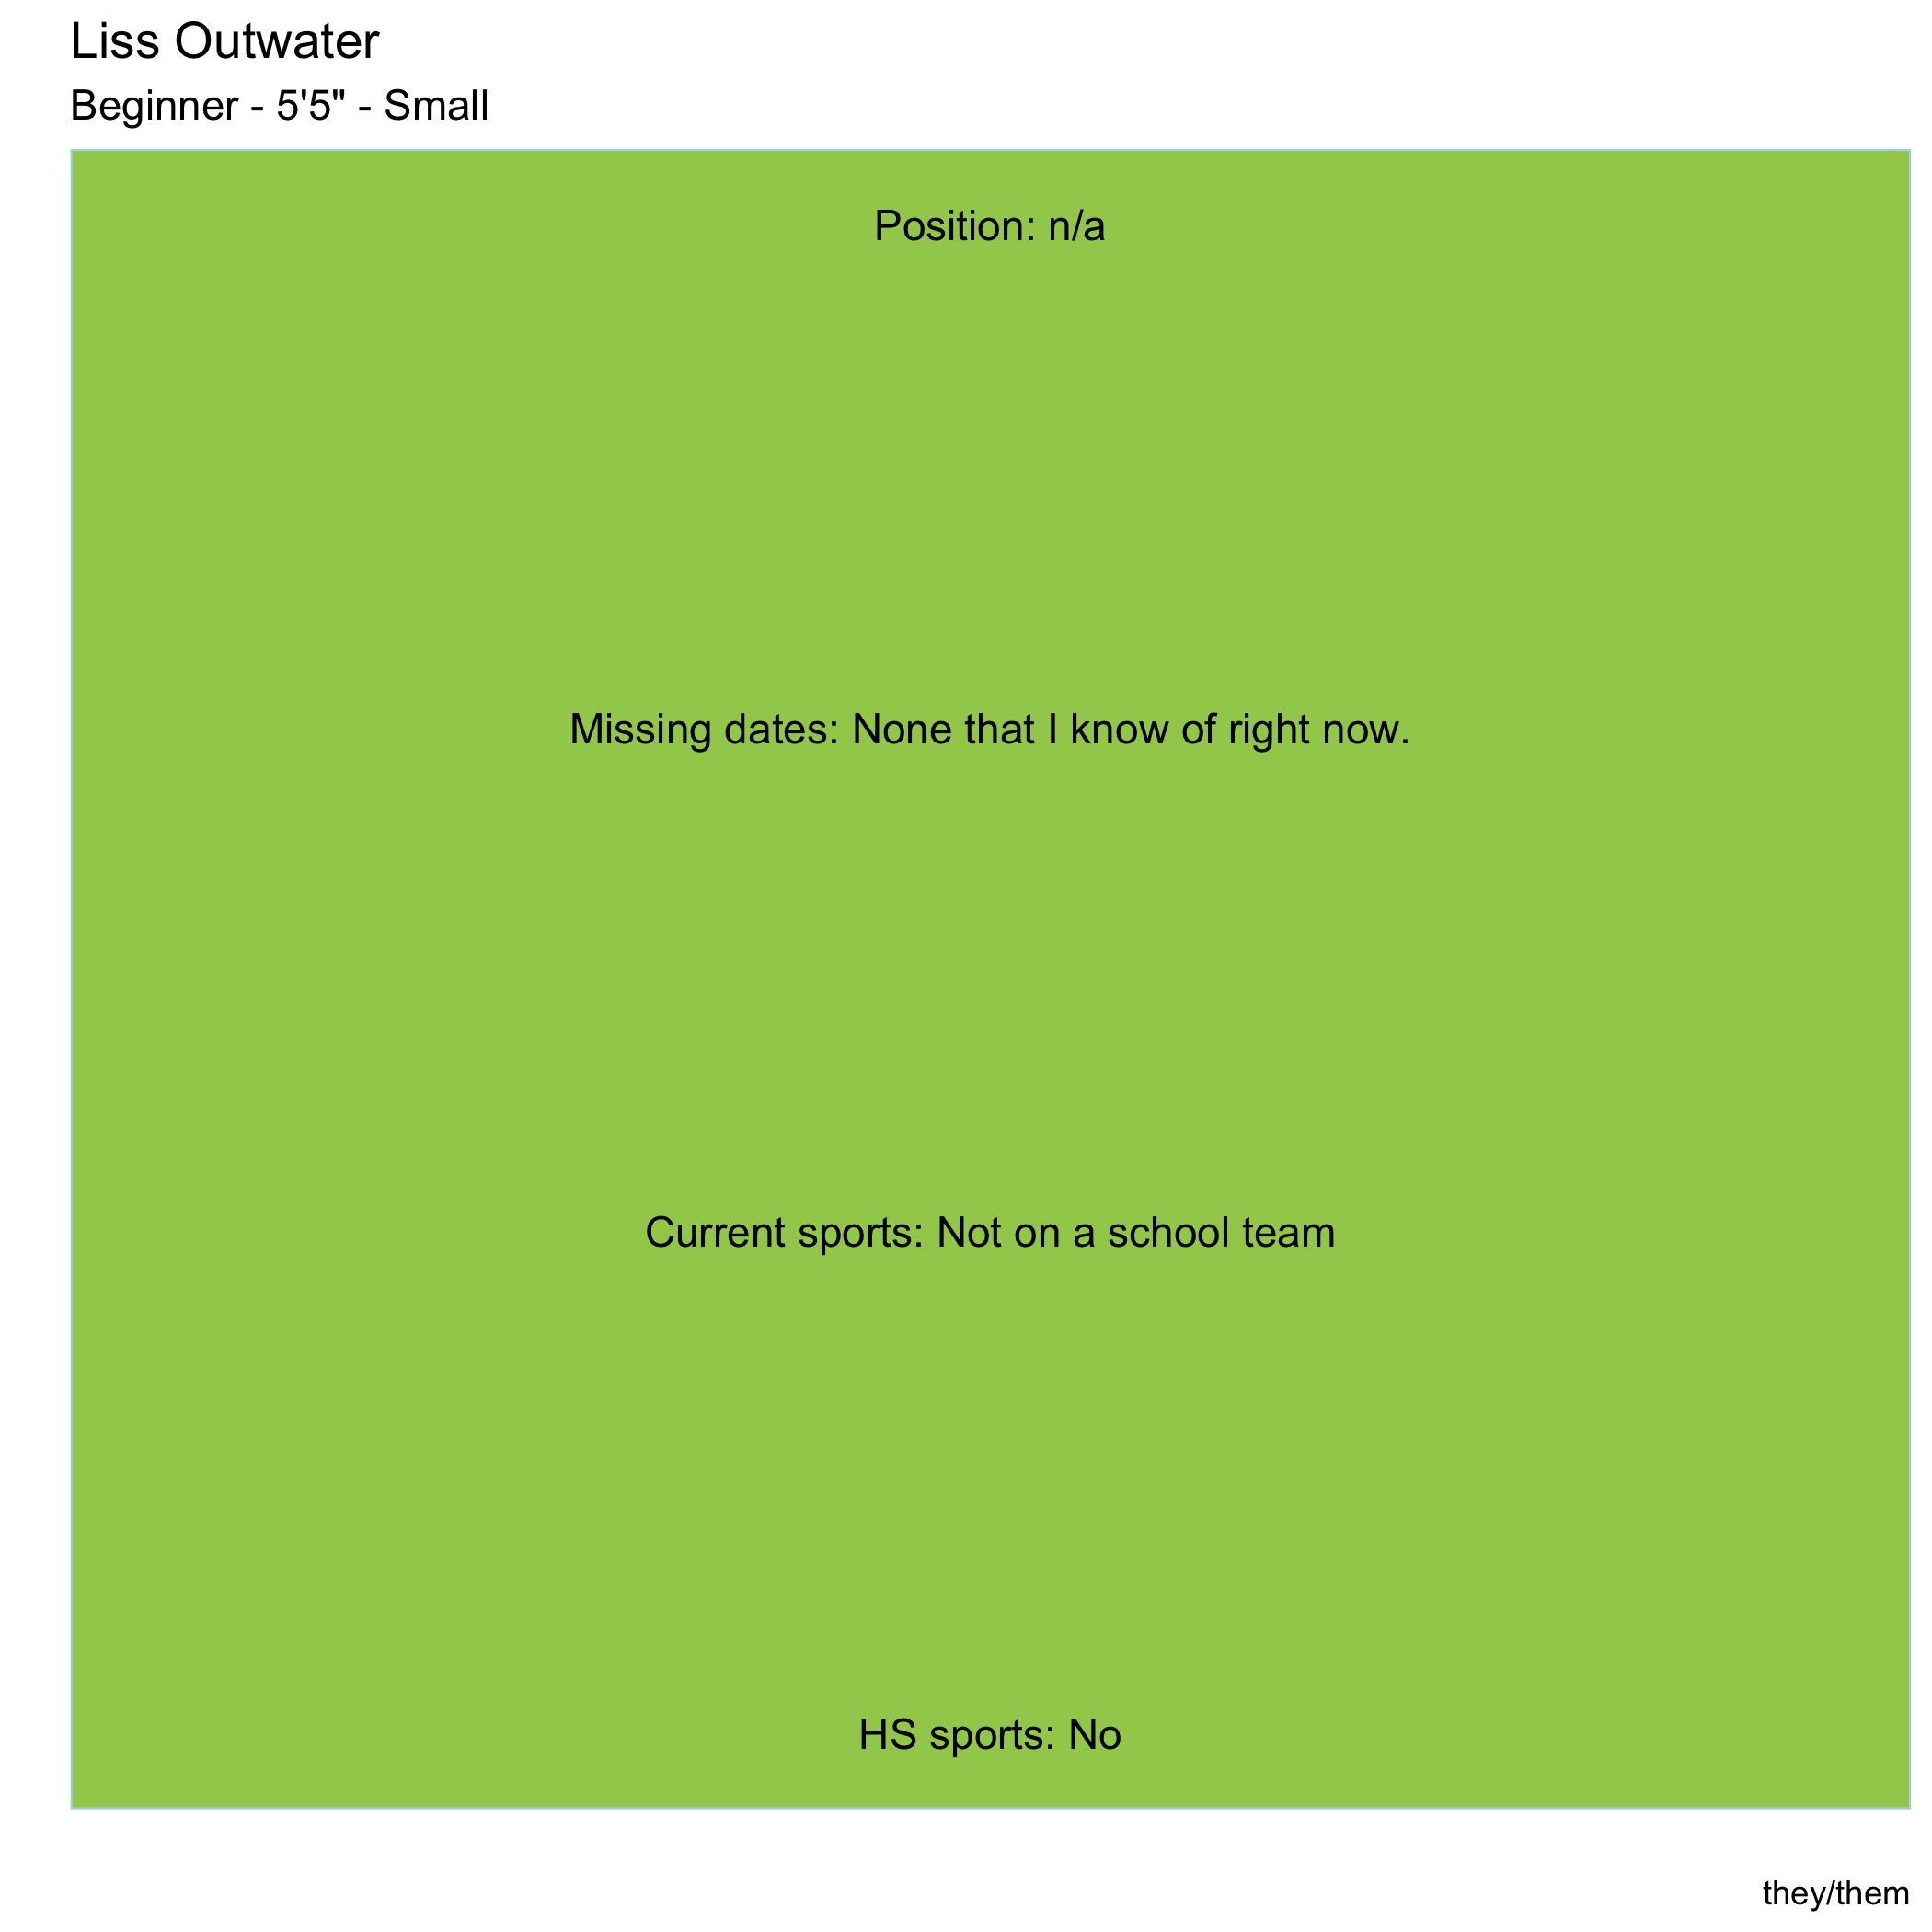 Liss Outwater
Beginner - 5'5" - Small
Position: n/a
Missing dates: None that I know of right now.
Current sports: Not on a school team
HS sports: No
they/them